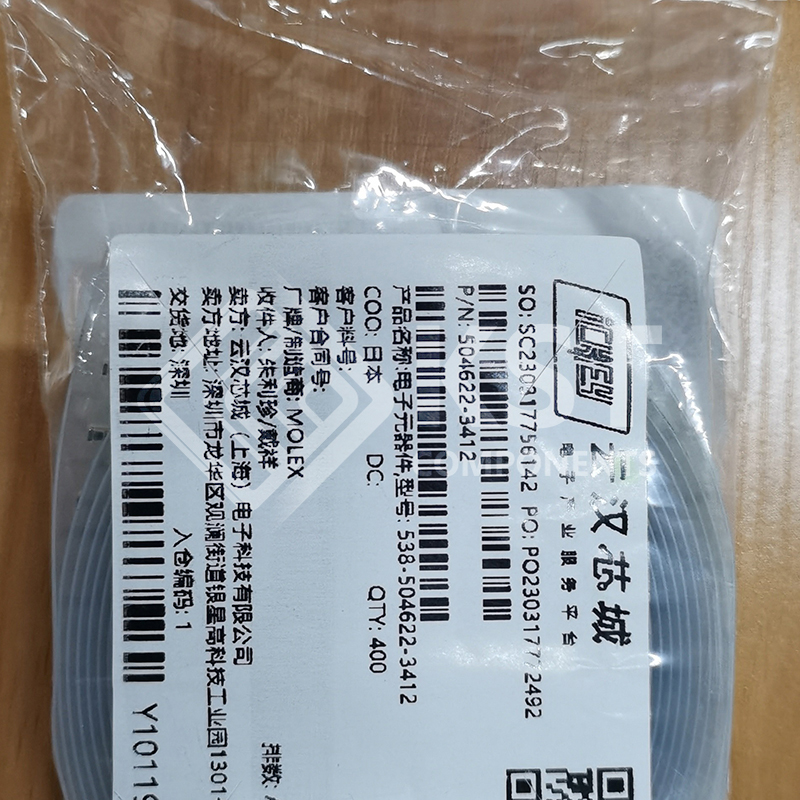 ICKEY 云汉芯城
电子产业服务平台
SO: SC230317756142 PO: PO230317772492
P/N: 504622-3412
产品名称:电子元器件 型号: 538-504622-3412
COO: 日本 DC: QTY: 400
客户料号:
客户合同号:
厂牌/制造商: MOLEX
收件人: 朱利珍/戴祥
卖方: 云汉芯城（上海）电子科技有限公司
卖方地址: 深圳市龙华区观澜街道银星高科技工业园1301-
交货地: 深圳 入仓编码: 1
排数:
Y10119
COMPONENTS